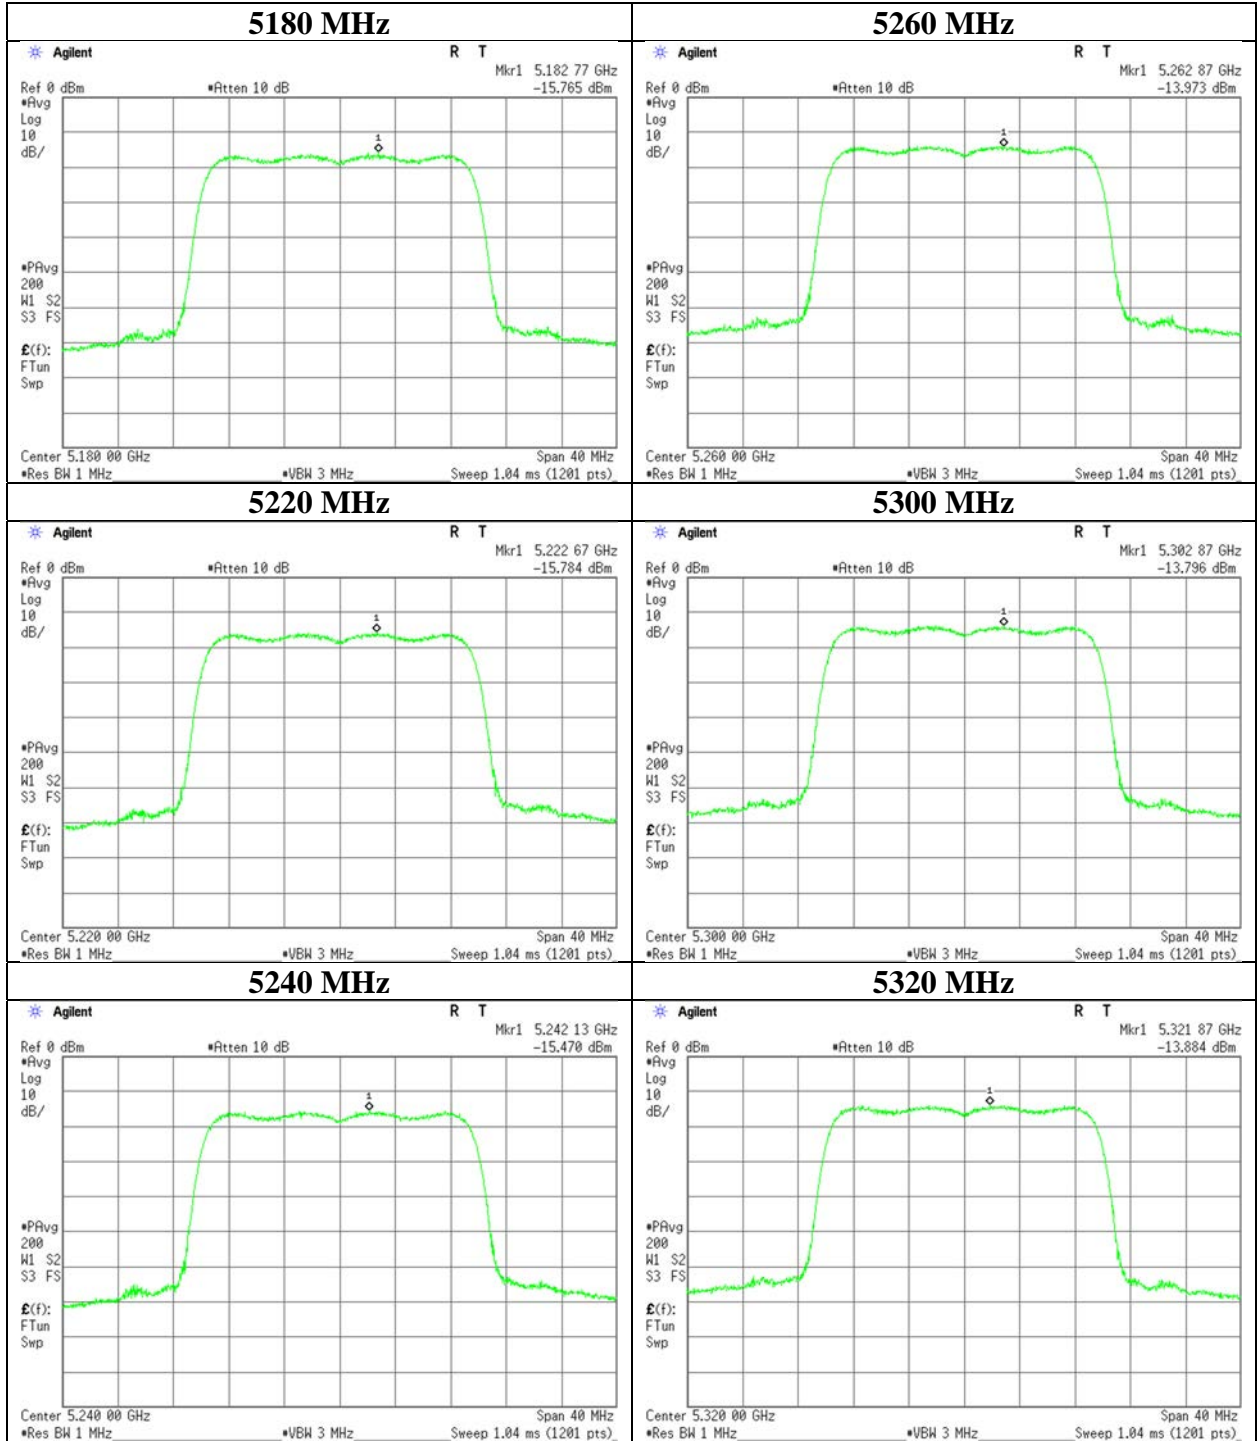 5180 MHz
Agilent R T
Mkr1 5.182 77 GHz
Ref 0 dBm #Atten 10 dB -15.765 dBm
#Avg
Log
10
dB/
1
#PAvg
200
W1 S2
S3 FS
£(f):
FTun
Swp
Center 5.180 00 GHz Span 40 MHz
#Res BW 1 MHz #VBW 3 MHz Sweep 1.04 ms (1201 pts)
5260 MHz
Agilent R T
Mkr1 5.262 87 GHz
Ref 0 dBm #Atten 10 dB -13.973 dBm
#Avg
Log
10
dB/
1
#PAvg
200
W1 S2
S3 FS
£(f):
FTun
Swp
Center 5.260 00 GHz Span 40 MHz
#Res BW 1 MHz #VBW 3 MHz Sweep 1.04 ms (1201 pts)
5220 MHz
Agilent R T
Mkr1 5.222 67 GHz
Ref 0 dBm #Atten 10 dB -15.784 dBm
#Avg
Log
10
dB/
1
#PAvg
200
W1 S2
S3 FS
£(f):
FTun
Swp
Center 5.220 00 GHz Span 40 MHz
#Res BW 1 MHz #VBW 3 MHz Sweep 1.04 ms (1201 pts)
5300 MHz
Agilent R T
Mkr1 5.302 87 GHz
Ref 0 dBm #Atten 10 dB -13.796 dBm
#Avg
Log
10
dB/
1
#PAvg
200
W1 S2
S3 FS
£(f):
FTun
Swp
Center 5.300 00 GHz Span 40 MHz
#Res BW 1 MHz #VBW 3 MHz Sweep 1.04 ms (1201 pts)
5240 MHz
Agilent R T
Mkr1 5.242 13 GHz
Ref 0 dBm #Atten 10 dB -15.470 dBm
#Avg
Log
10
dB/
1
#PAvg
200
W1 S2
S3 FS
£(f):
FTun
Swp
Center 5.240 00 GHz Span 40 MHz
#Res BW 1 MHz #VBW 3 MHz Sweep 1.04 ms (1201 pts)
5320 MHz
Agilent R T
Mkr1 5.321 87 GHz
Ref 0 dBm #Atten 10 dB -13.884 dBm
#Avg
Log
10
dB/
1
#PAvg
200
W1 S2
S3 FS
£(f):
FTun
Swp
Center 5.320 00 GHz Span 40 MHz
#Res BW 1 MHz #VBW 3 MHz Sweep 1.04 ms (1201 pts)